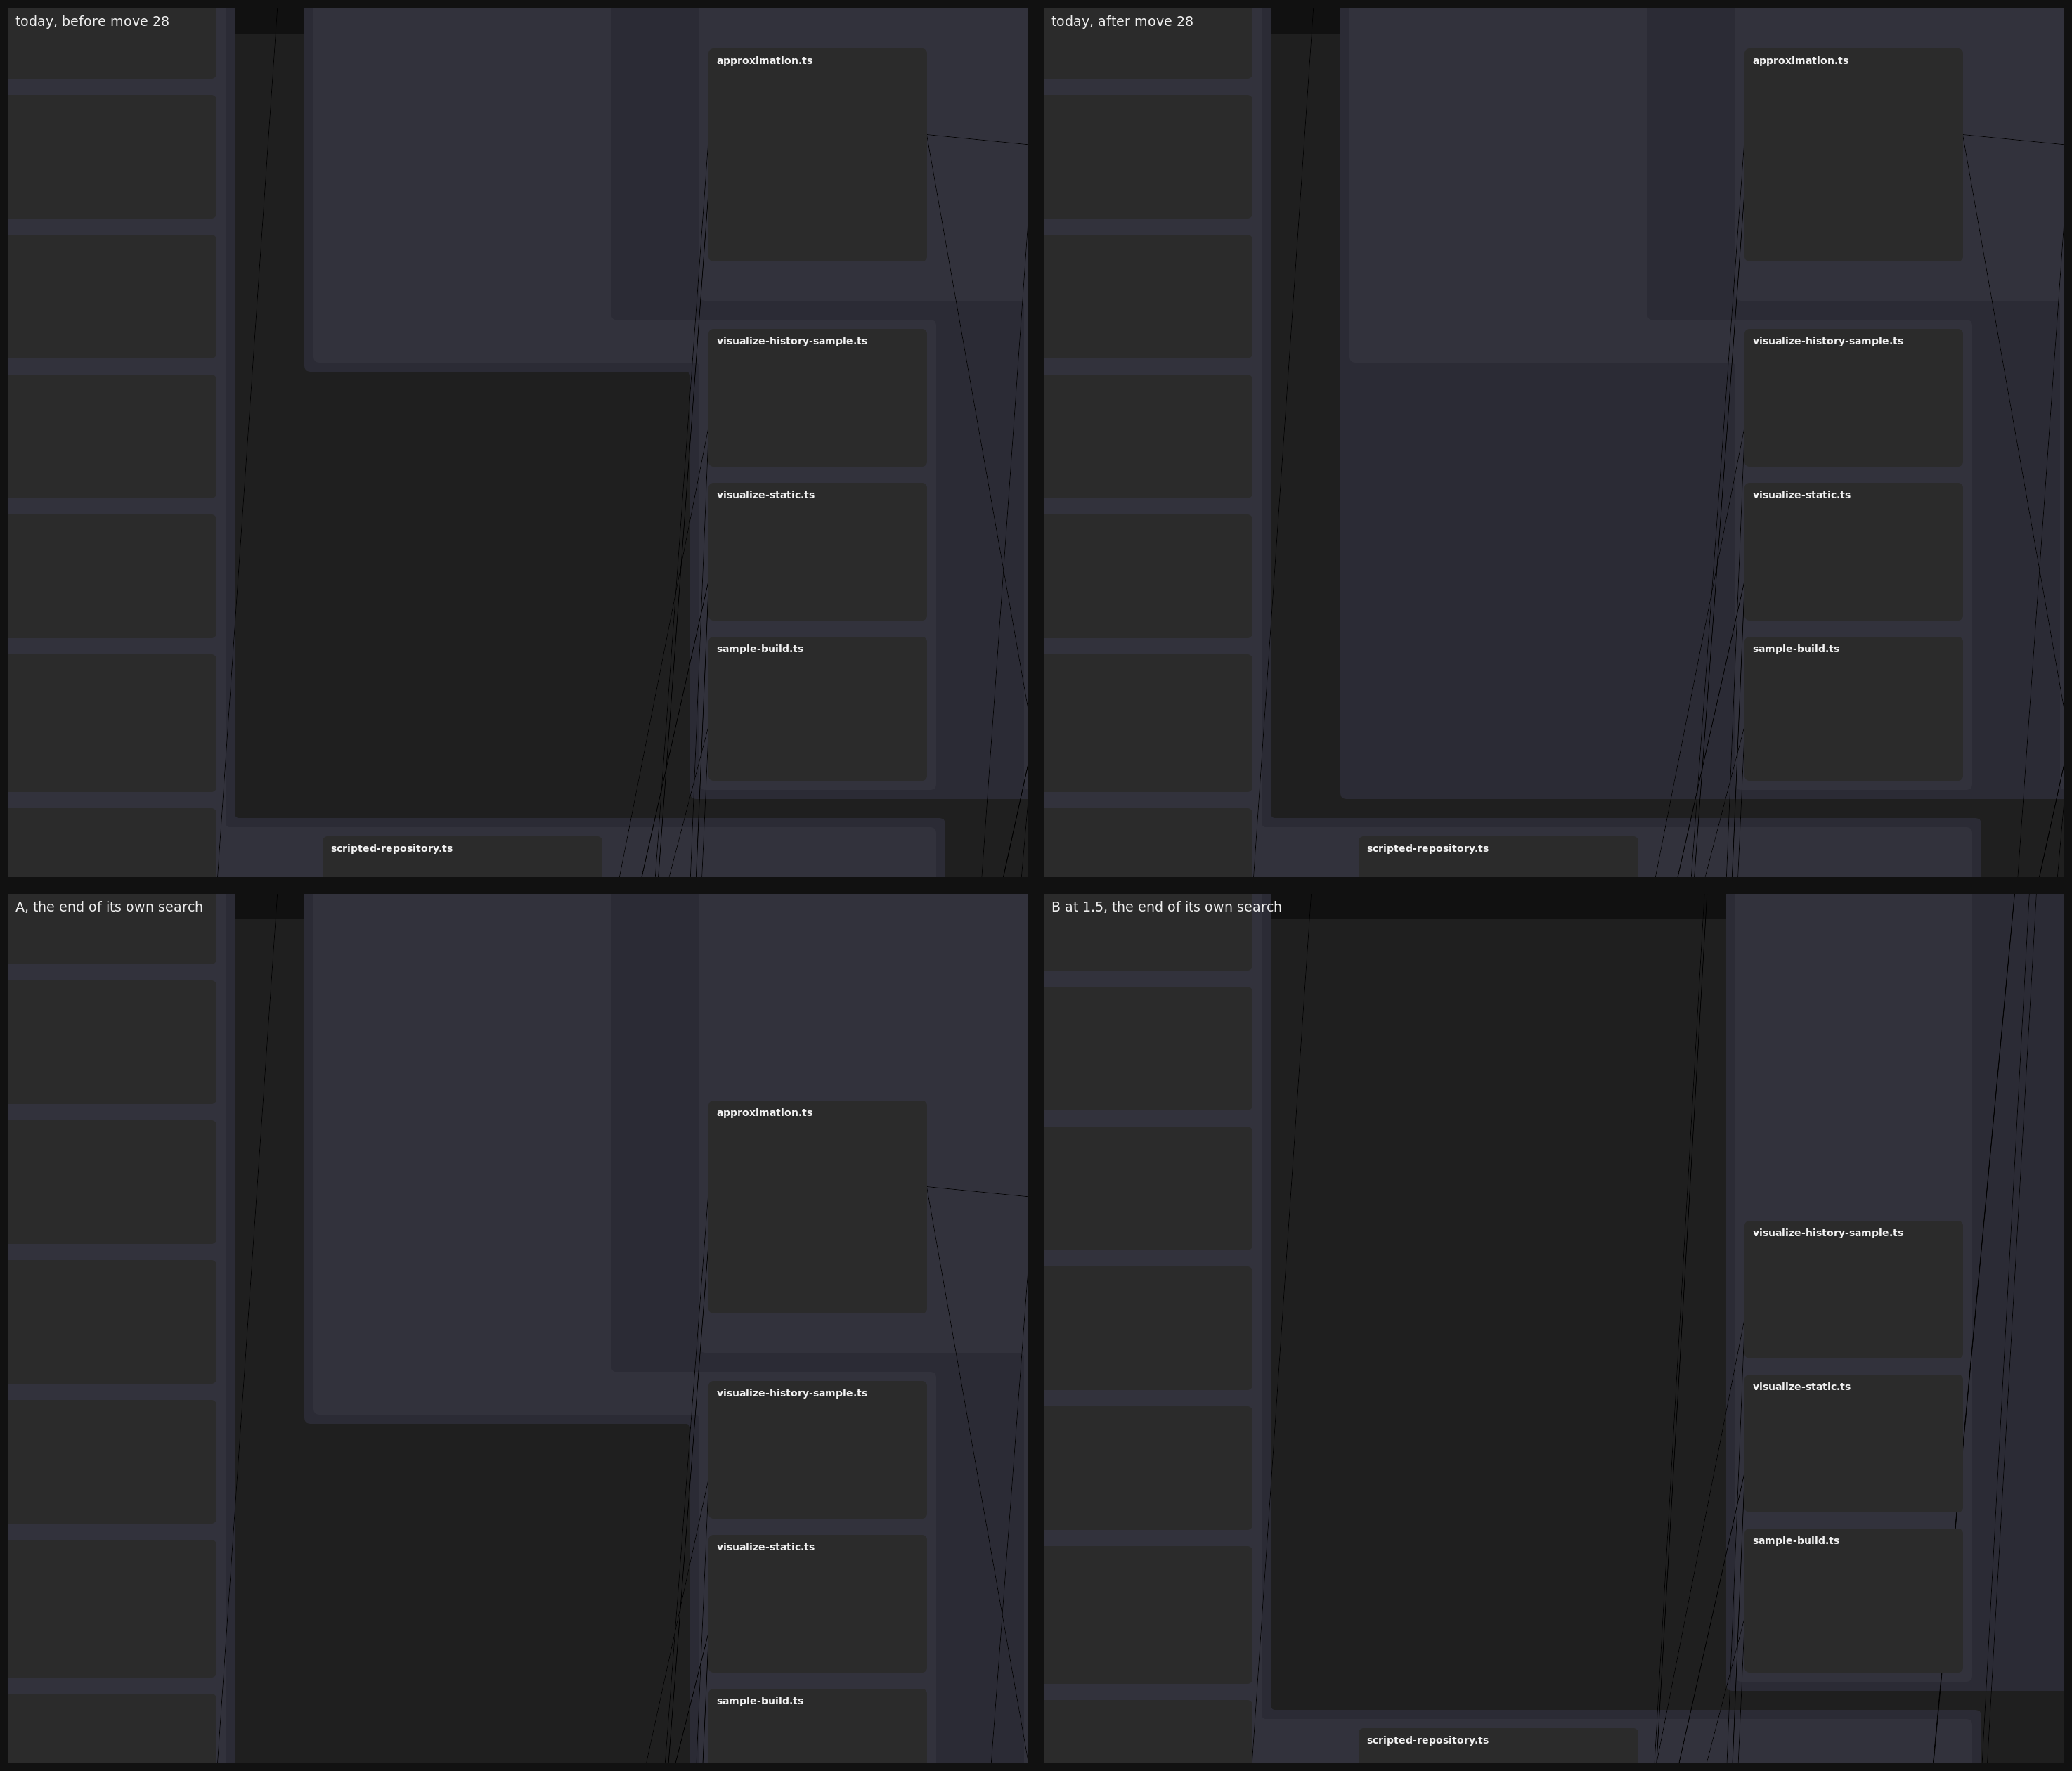 today, before move 28
approximation.ts
visualize-history-sample.ts
visualize-static.ts
sample-build.ts
scripted-repository.ts
today, after move 28
approximation.ts
visualize-history-sample.ts
visualize-static.ts
sample-build.ts
scripted-repository.ts
A, the end of its own search
approximation.ts
visualize-history-sample.ts
visualize-static.ts
sample-build.ts
B at 1.5, the end of its own search
visualize-history-sample.ts
visualize-static.ts
sample-build.ts
scripted-repository.ts